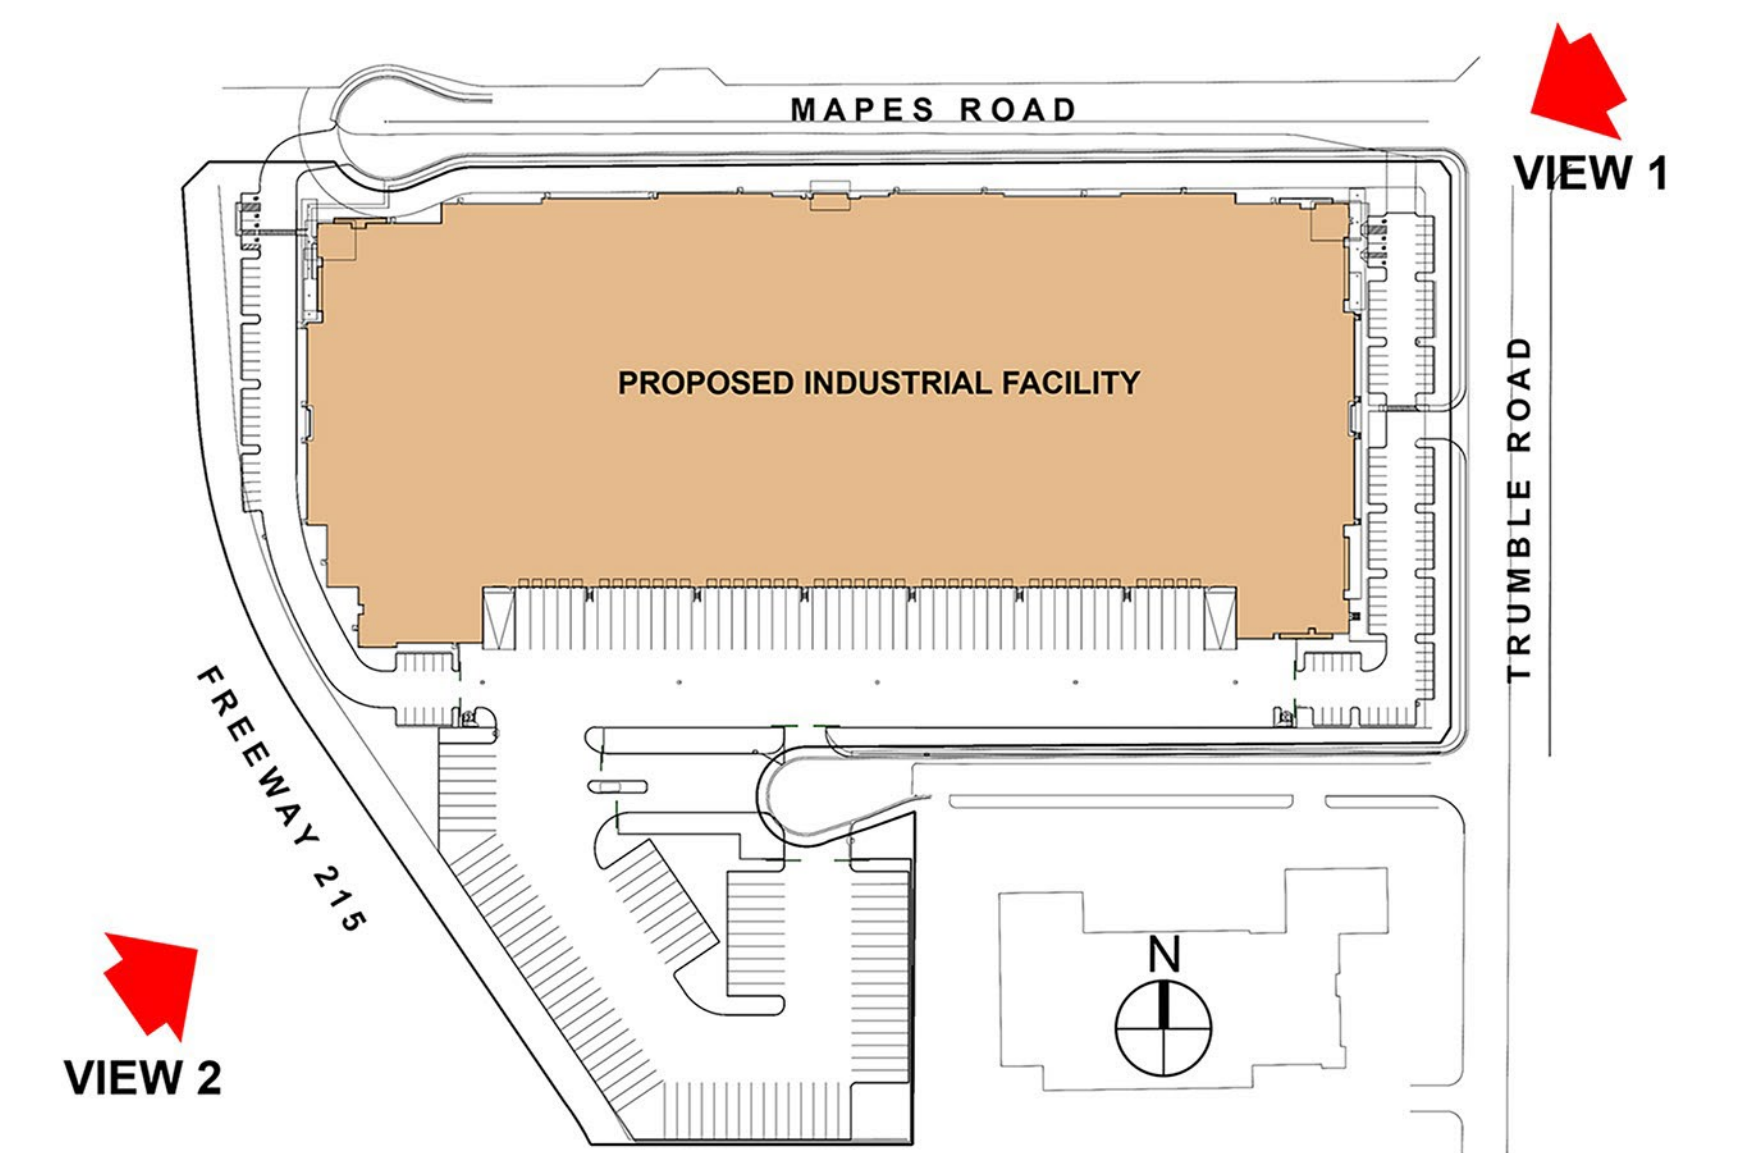 MAPES ROAD
VIEW 1
PROPOSED INDUSTRIAL FACILITY
TRUMBLE ROAD
FREEWAY 215
N
VIEW 2